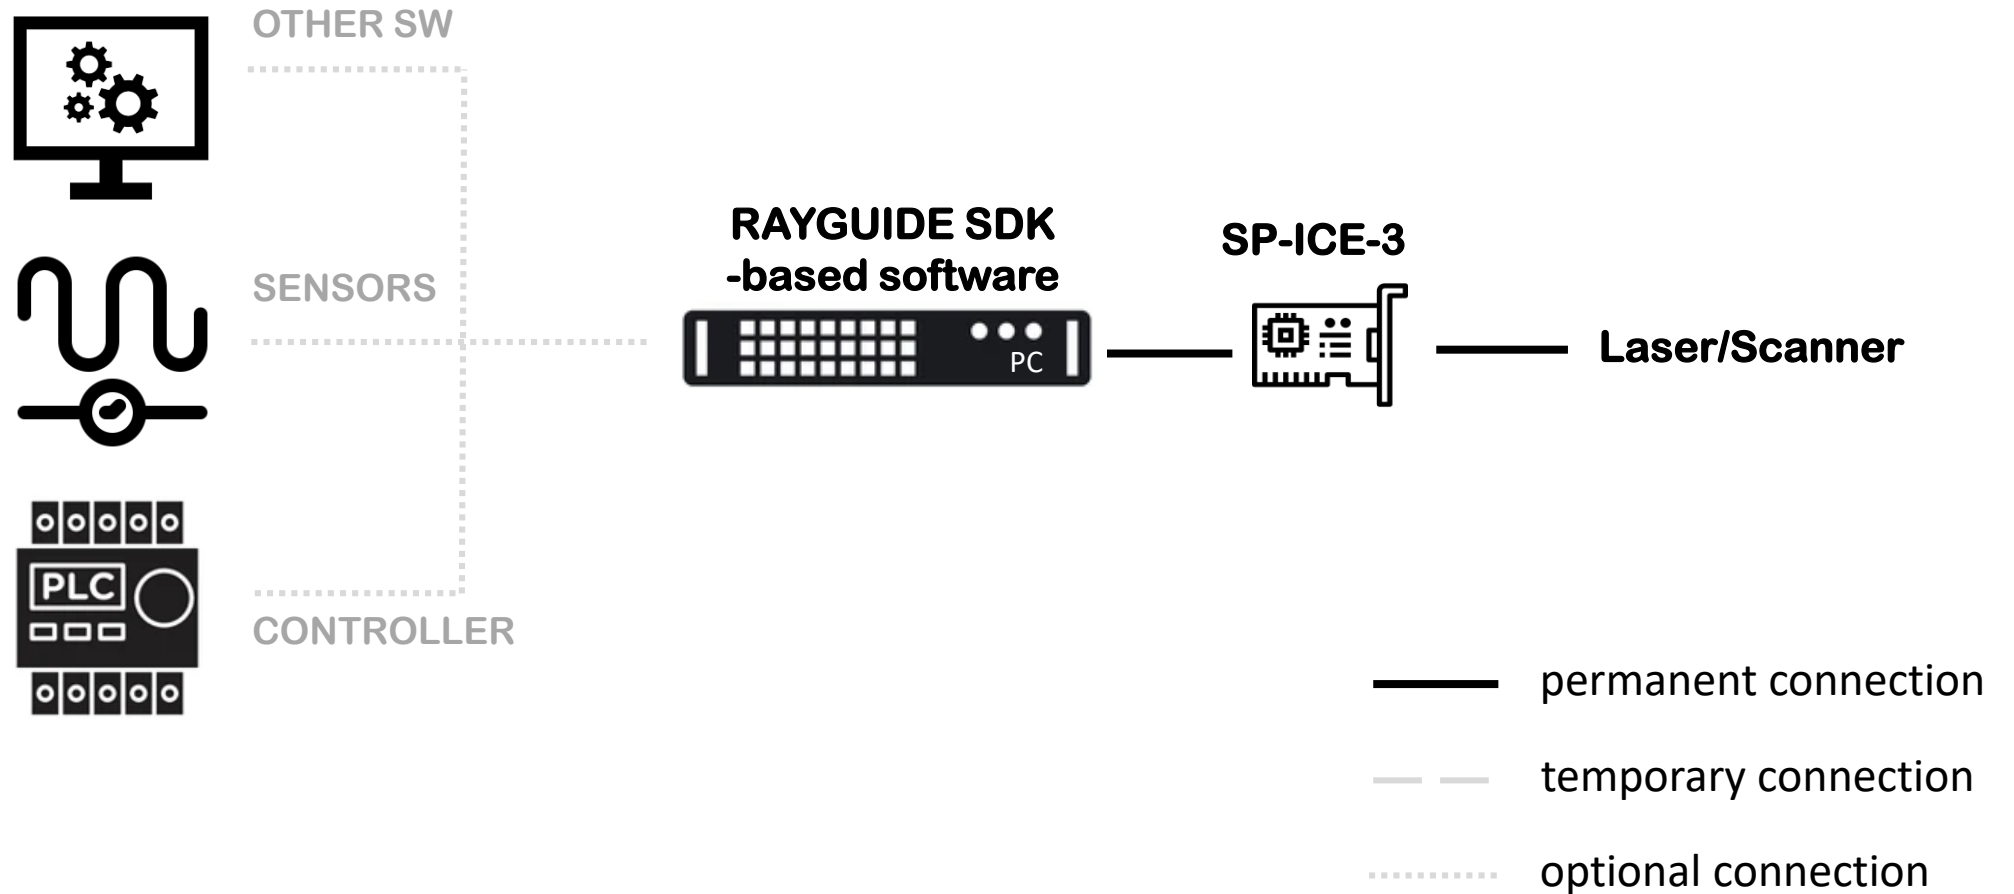 OTHER SW
RAYGUIDE SDK
-based software
SP-ICE-3
SENSORS
PC
Laser/Scanner
PLC
CONTROLLER
permanent connection
temporary connection
optional connection